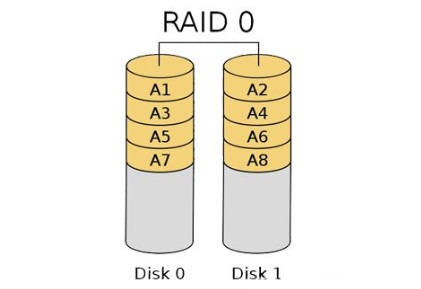 RAID 0
A1 A2
A3 A4
A5 A6
A7 A8
Disk 0 Disk 1